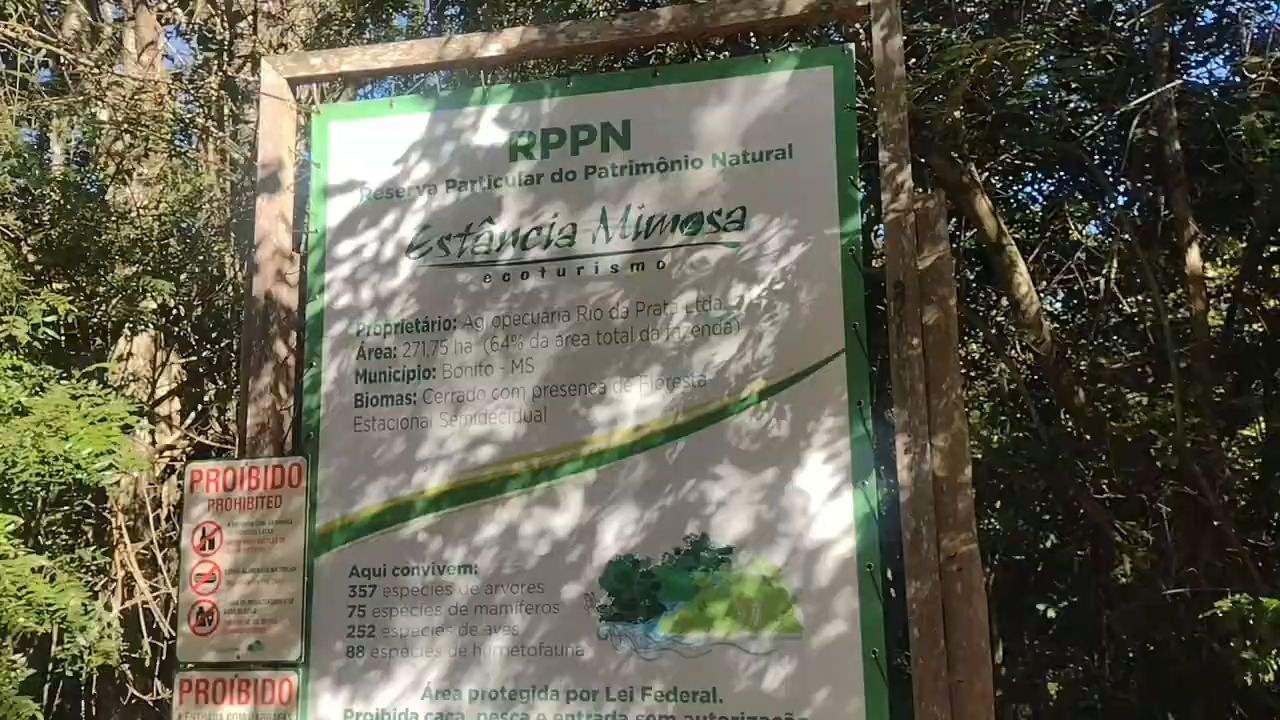 RPPN
Reserva Particular do Patrimônio Natural
Estância Mimosa
ecoturismo
Proprietário: Agropecuária Rio da Prata Ltda.
Área: 271,75 ha (64% da área total da fazenda)
Município: Bonito - MS
Biomas: Cerrado com presença de Floresta
Estacional Semidecidual
Aqui convivem:
357 espécies de árvores
75 espécies de mamíferos
252 espécies de aves
88 espécies de
Área protegida por Lei Federal.
Proibida caça, pesca e entrada sem autorização
PROIBIDO
PROHIBITED
PROIBIDO